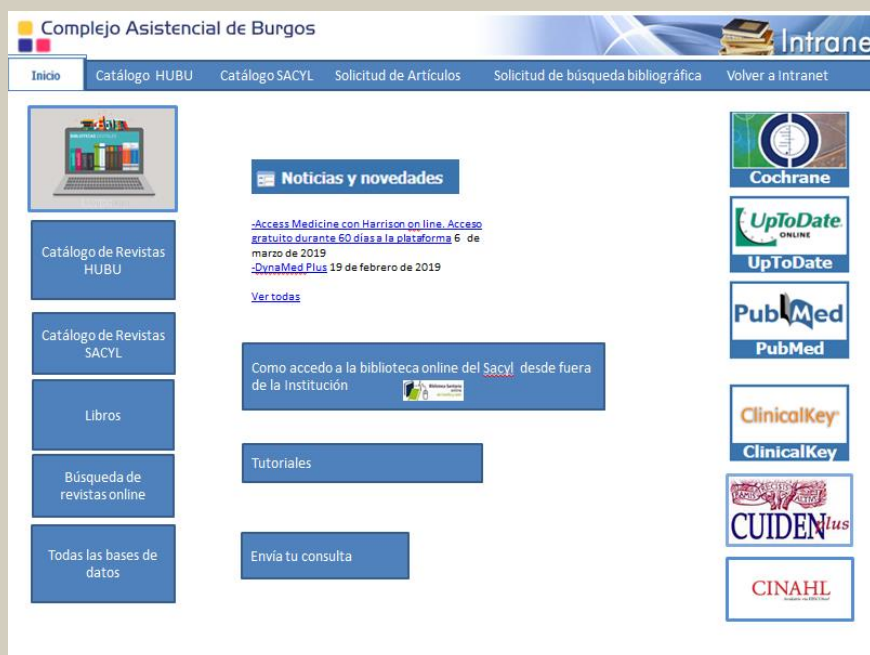 Complejo Asistencial de Burgos
Intrane
Inicio
Catálogo HUBU
Catálogo SACYL
Solicitud de Artículos
Solicitud de búsqueda bibliográfica
Volver a Intranet
Catálogo de Revistas
HUBU
Catálogo de Revistas
SACYL
Libros
Búsqueda de
revistas online
Todas las bases de
datos
Noticias y novedades
-Access Medicine con Harrison on line. Acceso
gratuito durante 60 días a la plataforma 6 de
marzo de 2019
-DynaMed Plus 19 de febrero de 2019
Ver todas
Como accedo a la biblioteca online del Sacyl desde fuera
de la Institución
Tutoriales
Envía tu consulta
Cochrane
UpToDate
ONLINE
UpToDate
PubMed
PubMed
ClinicalKey
ClinicalKey
CUIDEN plus
CINAHL